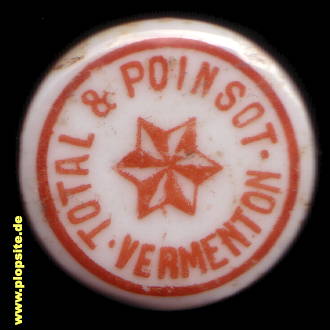 TOTAL & POINSOT ·
VERMENTON ·
www.plopsite.de